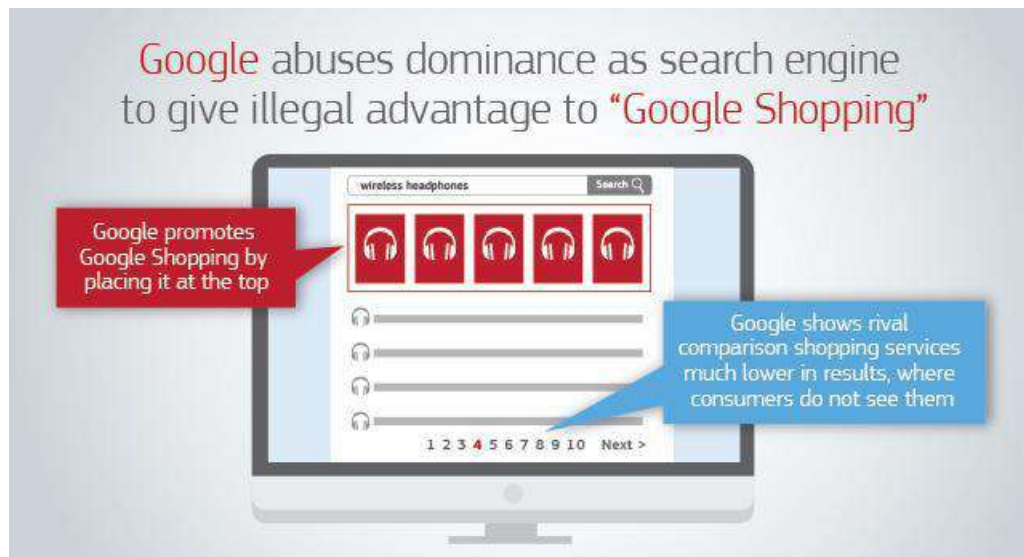 Google abuses dominance as search engine
to give illegal advantage to “Google Shopping”
wireless headphones
Search
Google promotes
Google Shopping by
placing it at the top
Google shows rival
comparison shopping services
much lower in results, where
consumers do not see them
1 2 3 4 5 6 7 8 9 10 Next >